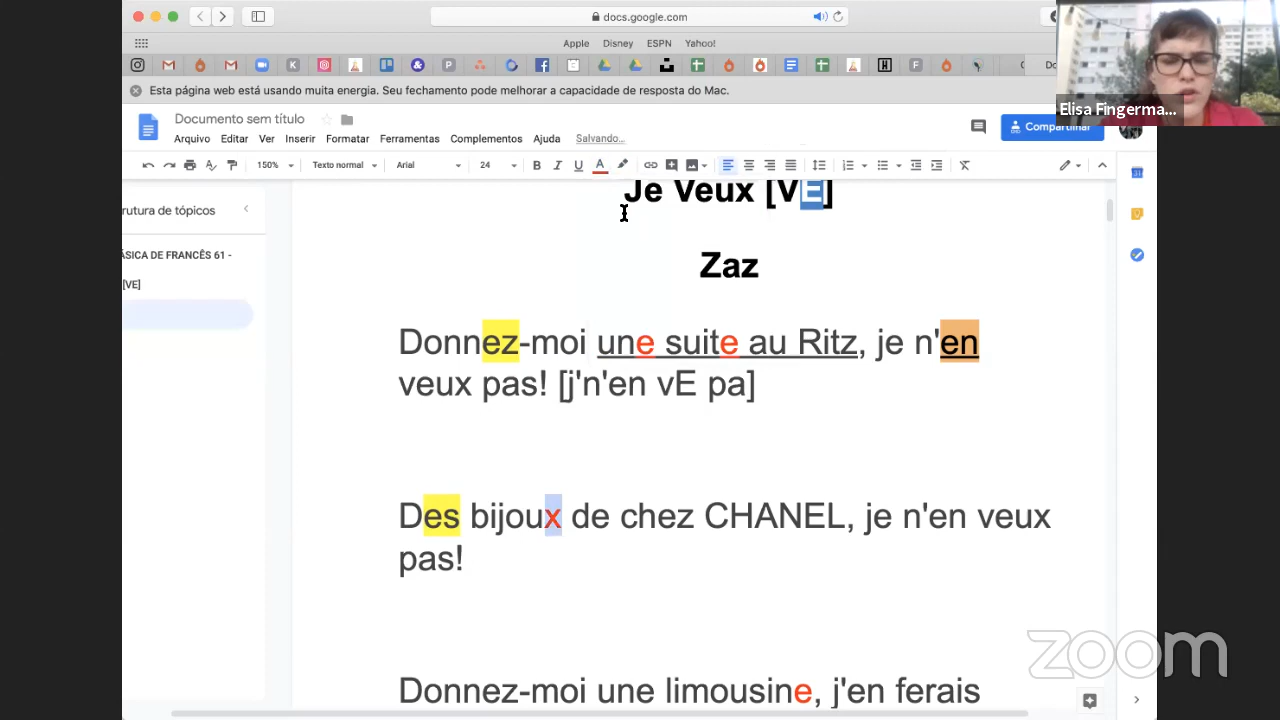 docs.google.com
Apple Disney ESPN Yahoo!
Esta página web está usando muita energia. Seu fechamento pode melhorar a capacidade de resposta do Mac.
Elisa Fingerma...
Documento sem título
Compartilhar
Arquivo Editar Ver Inserir Formatar Ferramentas Complementos Ajuda Salvando...
150% Texto normal Arial 24
Je Veux [VE]
rutura de tópicos
ÁSICA DE FRANCÊS 61 -
[VE]
Zaz
Donnez-moi une suite au Ritz, je n'en
veux pas! [j'n'en vE pa]
Des bijoux de chez CHANEL, je n'en veux
pas!
Donnez-moi une limousine, j'en ferais
zoom